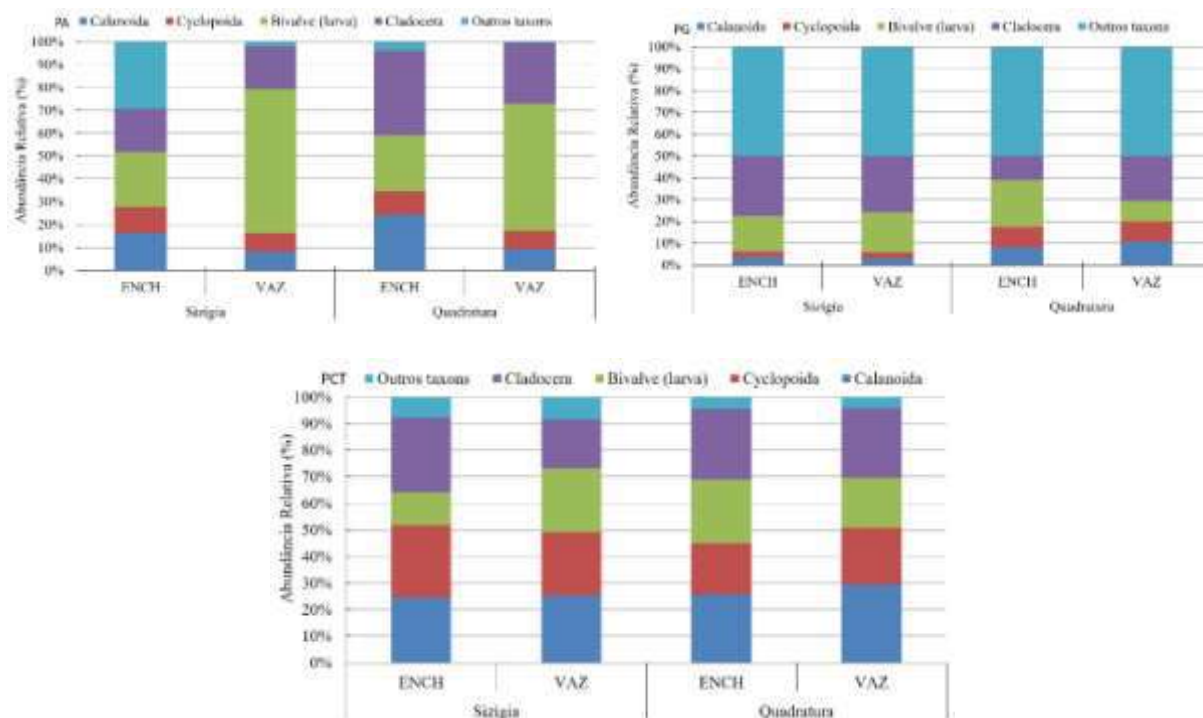 PA Calanoida Cyclopoida Bivalve (larva) Cladocera Outros taxons
Abundância Relativa (%)
100%
90%
80%
70%
60%
50%
40%
30%
20%
10%
0%
ENCH VAZ ENCH VAZ
Sizigia Quadratura
PG Calanoida Cyclopoida Bivalve (larva) Cladocera Outros taxons
Abundância Relativa (%)
100%
90%
80%
70%
60%
50%
40%
30%
20%
10%
0%
ENCH VAZ ENCH VAZ
Sizigia Quadratura
PCT Outros taxons Cladocera Bivalve (larva) Cyclopoida Calanoida
Abundância Relativa (%)
100%
90%
80%
70%
60%
50%
40%
30%
20%
10%
0%
ENCH VAZ ENCH VAZ
Sizigia Quadratura